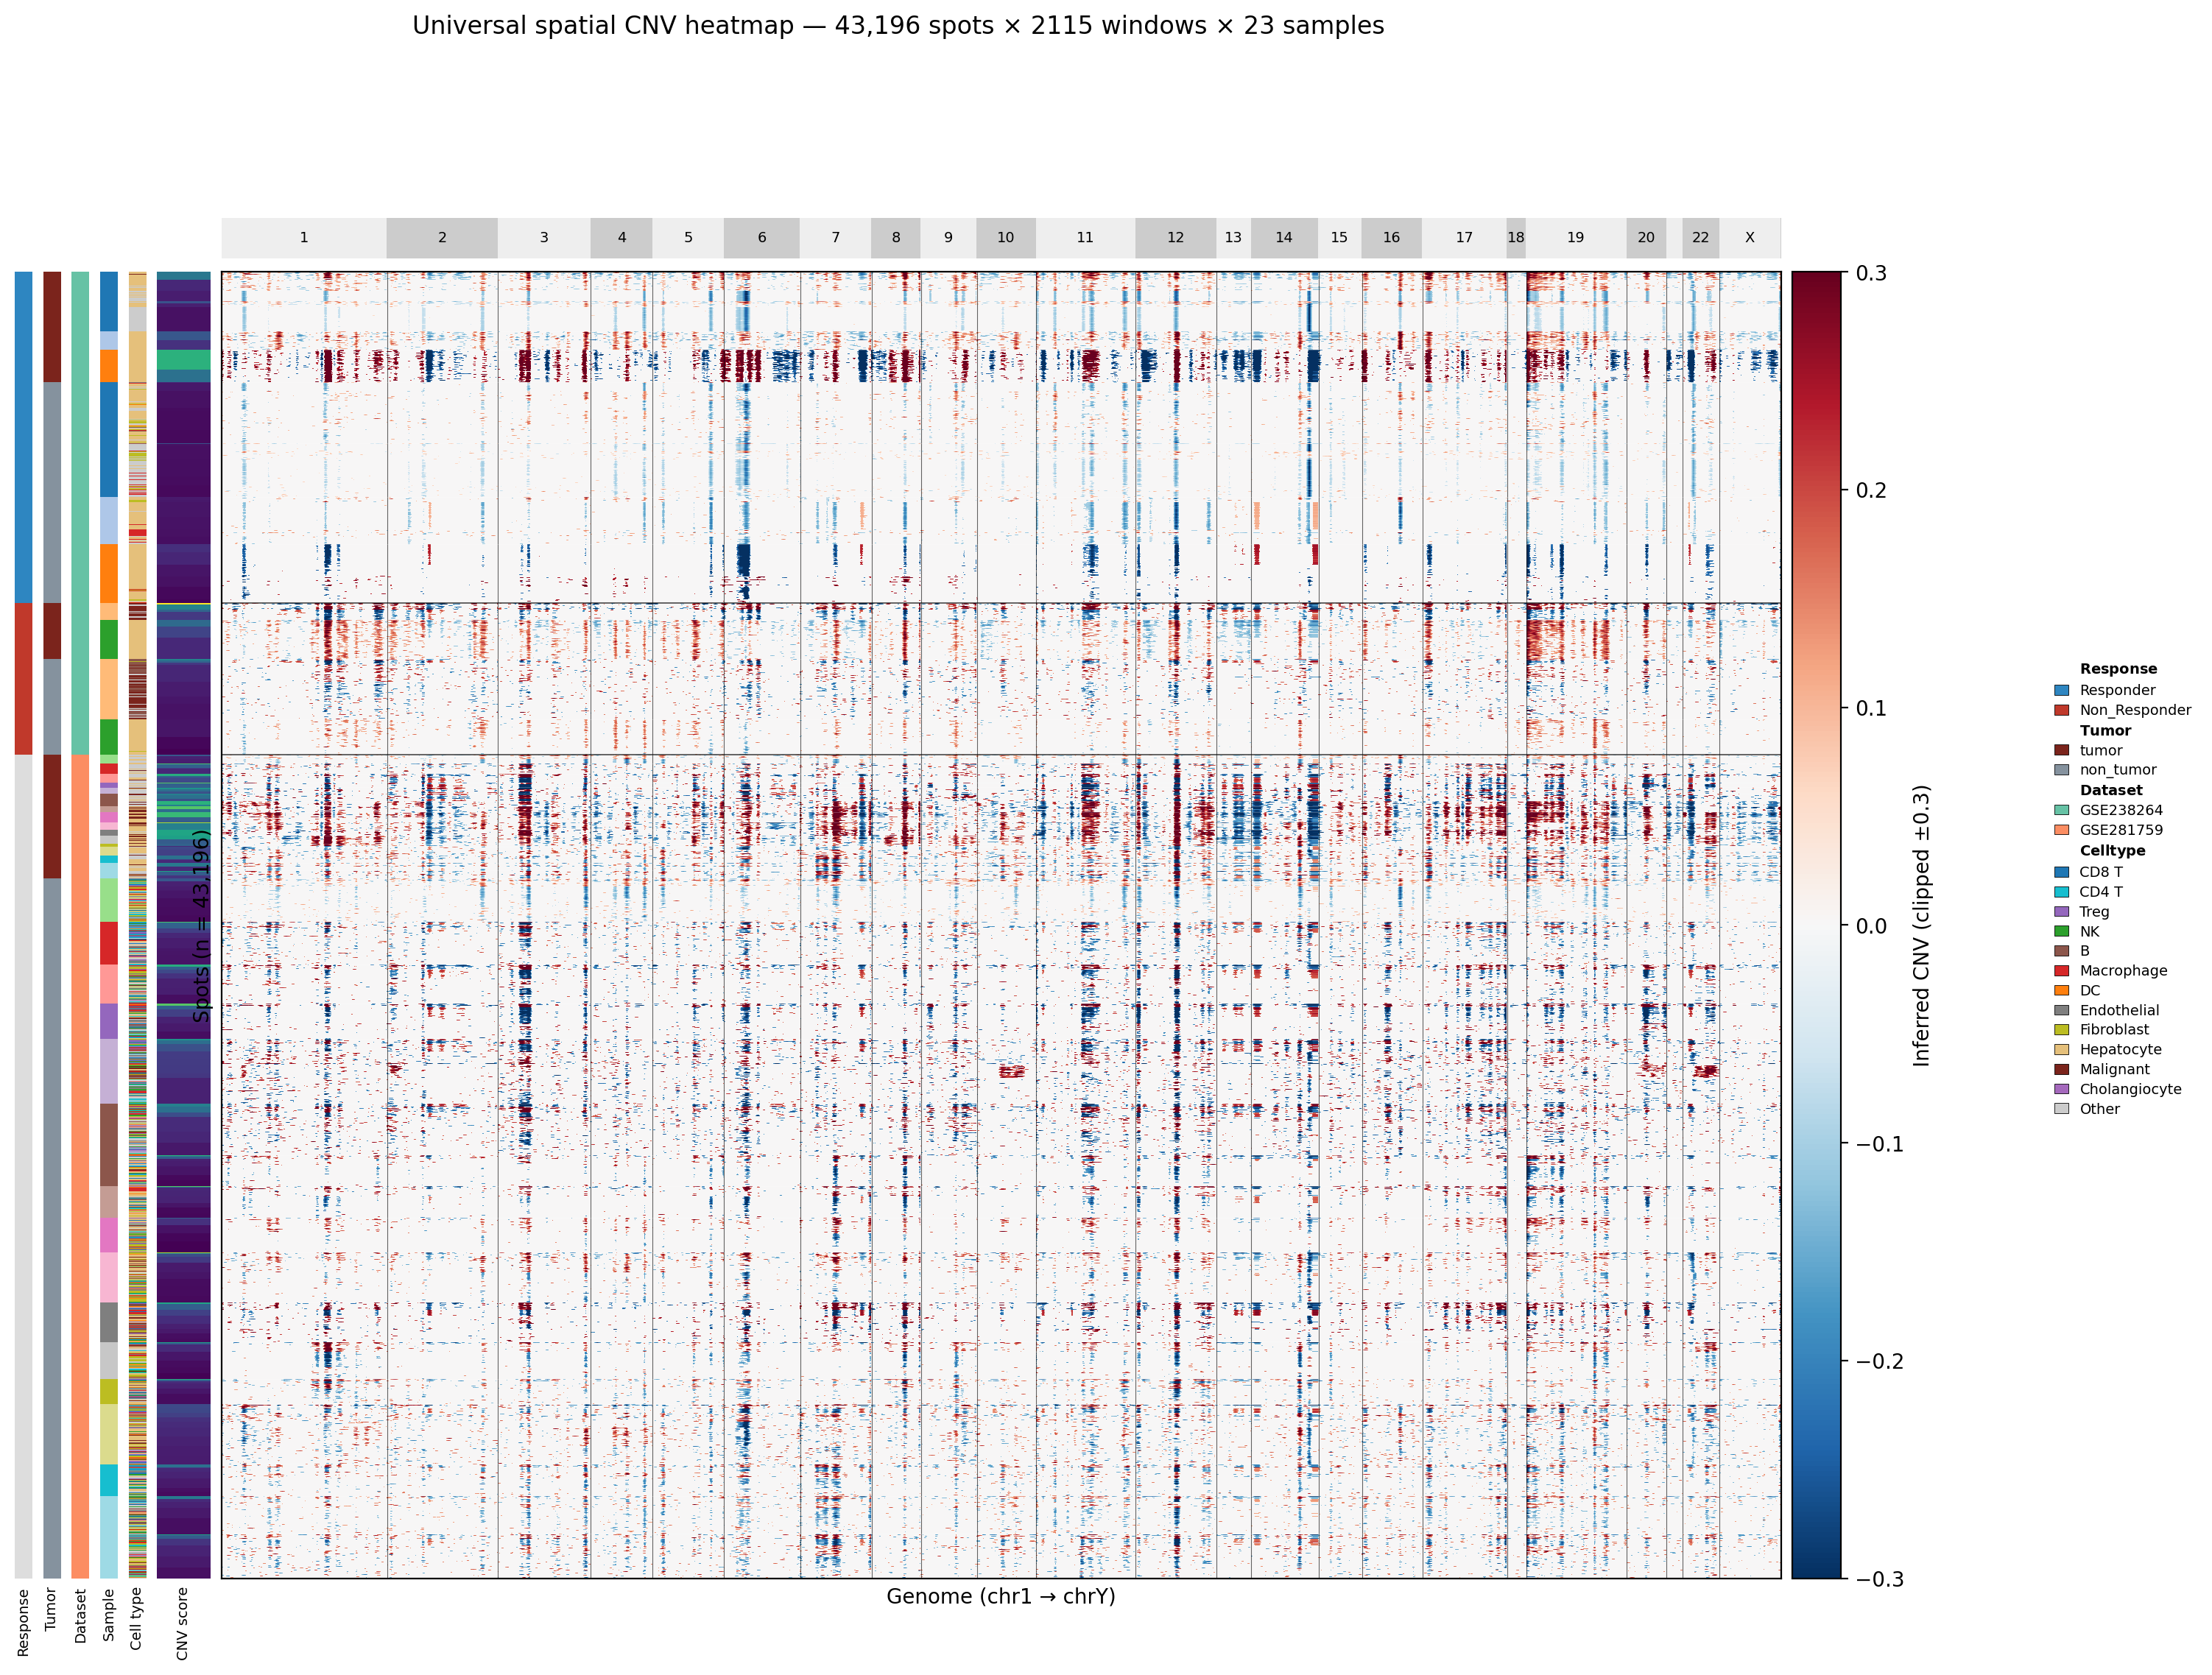 Universal spatial CNV heatmap — 43,196 spots × 2115 windows × 23 samples
1 2 3 4 5 6 7 8 9 10 11 12 13 14 15 16 17 18 19 20 22 X
Spots (n = 43,196)
Genome (chr1 → chrY)
Response
Tumor
Dataset
Sample
Cell type
CNV score
0.3
0.2
0.1
0.0
−0.1
−0.2
−0.3
Inferred CNV (clipped ±0.3)
Response
Responder
Non_Responder
Tumor
tumor
non_tumor
Dataset
GSE238264
GSE281759
Celltype
CD8 T
CD4 T
Treg
NK
B
Macrophage
DC
Endothelial
Fibroblast
Hepatocyte
Malignant
Cholangiocyte
Other